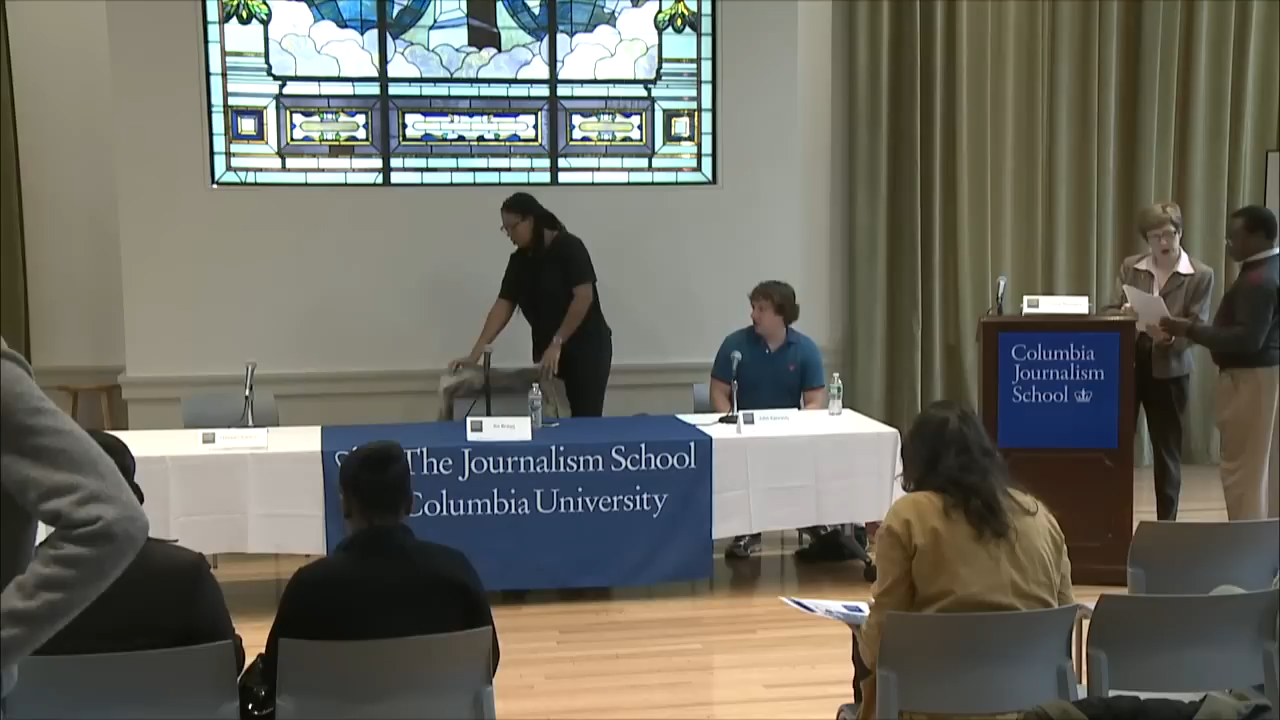 The Journalism School
Columbia University
Columbia
Journalism
School